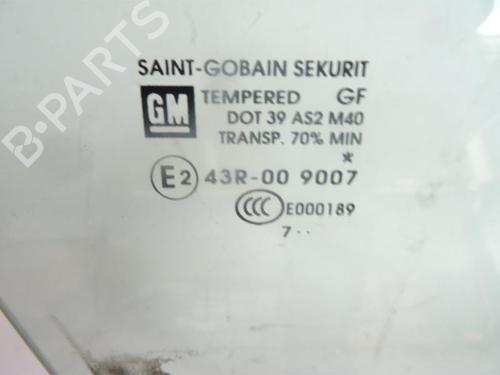 SAINT-GOBAIN SEKURIT
GM TEMPERED GF
DOT 39 AS2 M40
TRANSP. 70% MIN
*
E2 43R-00 9007
CCC E000189
7··
B-PARTS